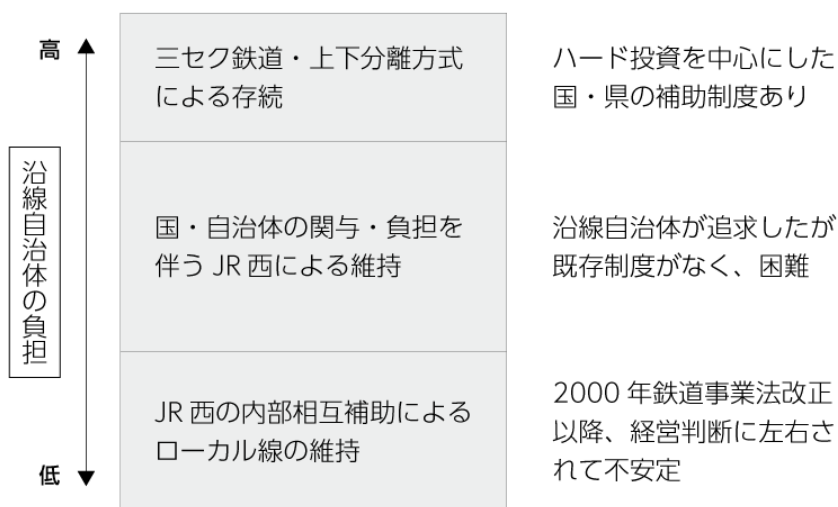 高
沿線自治体の負担
低
三セク鉄道・上下分離方式
による存続
ハード投資を中心にした
国・県の補助制度あり
国・自治体の関与・負担を
伴う JR 西による維持
沿線自治体が追求したが
既存制度がなく、困難
JR 西の内部相互補助による
ローカル線の維持
2000 年鉄道事業法改正
以降、経営判断に左右さ
れて不安定